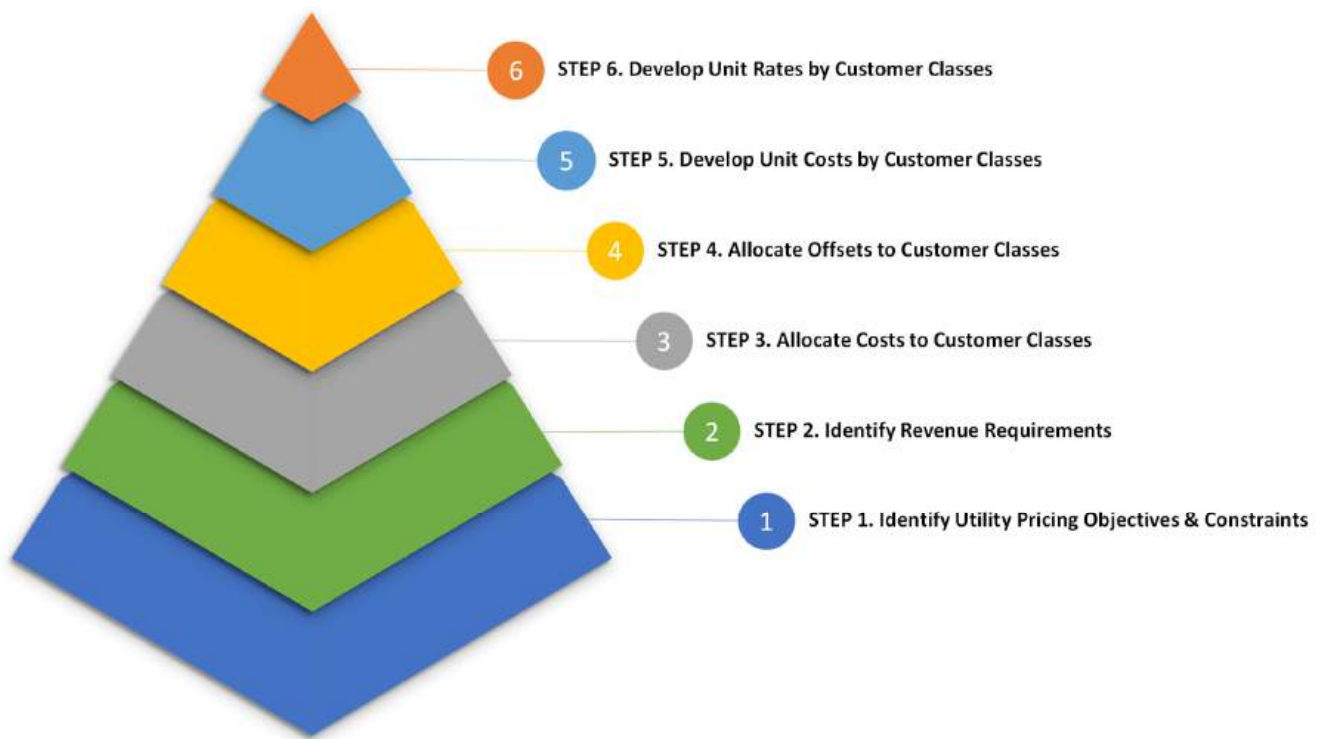 6 STEP 6. Develop Unit Rates by Customer Classes
5 STEP 5. Develop Unit Costs by Customer Classes
4 STEP 4. Allocate Offsets to Customer Classes
3 STEP 3. Allocate Costs to Customer Classes
2 STEP 2. Identify Revenue Requirements
1 STEP 1. Identify Utility Pricing Objectives & Constraints